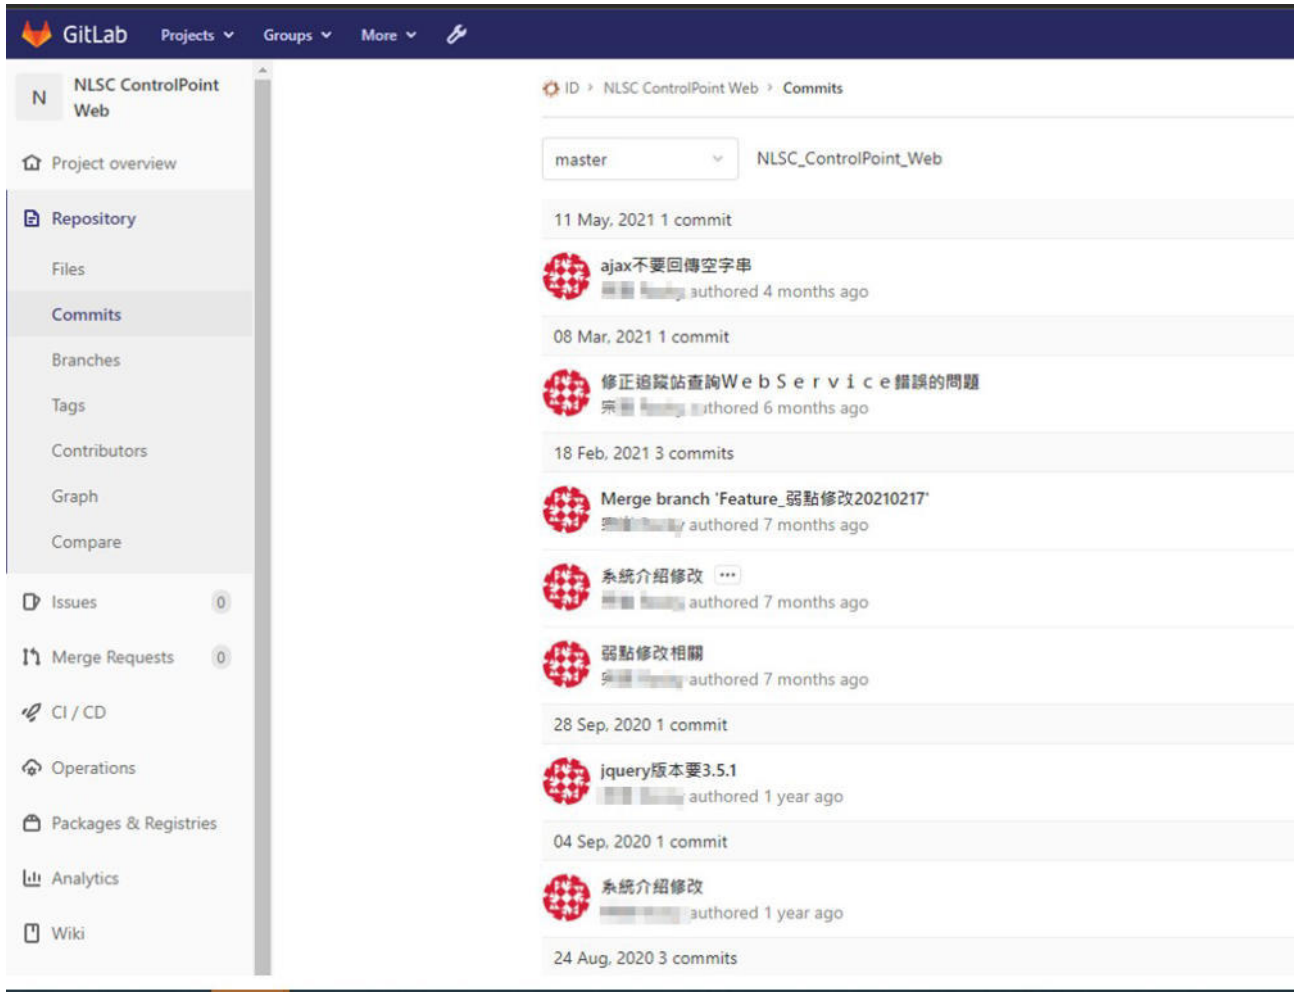 GitLab Projects Groups More
N NLSC ControlPoint
Web
Project overview
Repository
Files
Commits
Branches
Tags
Contributors
Graph
Compare
Issues 0
Merge Requests 0
CI / CD
Operations
Packages & Registries
Analytics
Wiki
ID > NLSC ControlPoint Web > Commits
master NLSC_ControlPoint_Web
11 May, 2021 1 commit
ajax不要回傳空字串
authored 4 months ago
08 Mar, 2021 1 commit
修正追蹤站查詢ＷｅｂＳｅｒｖｉｃｅ錯誤的問題
宗 authored 6 months ago
18 Feb, 2021 3 commits
Merge branch 'Feature_弱點修改20210217'
authored 7 months ago
系統介紹修改 ...
authored 7 months ago
弱點修改相關
authored 7 months ago
28 Sep, 2020 1 commit
jquery版本要3.5.1
authored 1 year ago
04 Sep, 2020 1 commit
系統介紹修改
authored 1 year ago
24 Aug, 2020 3 commits